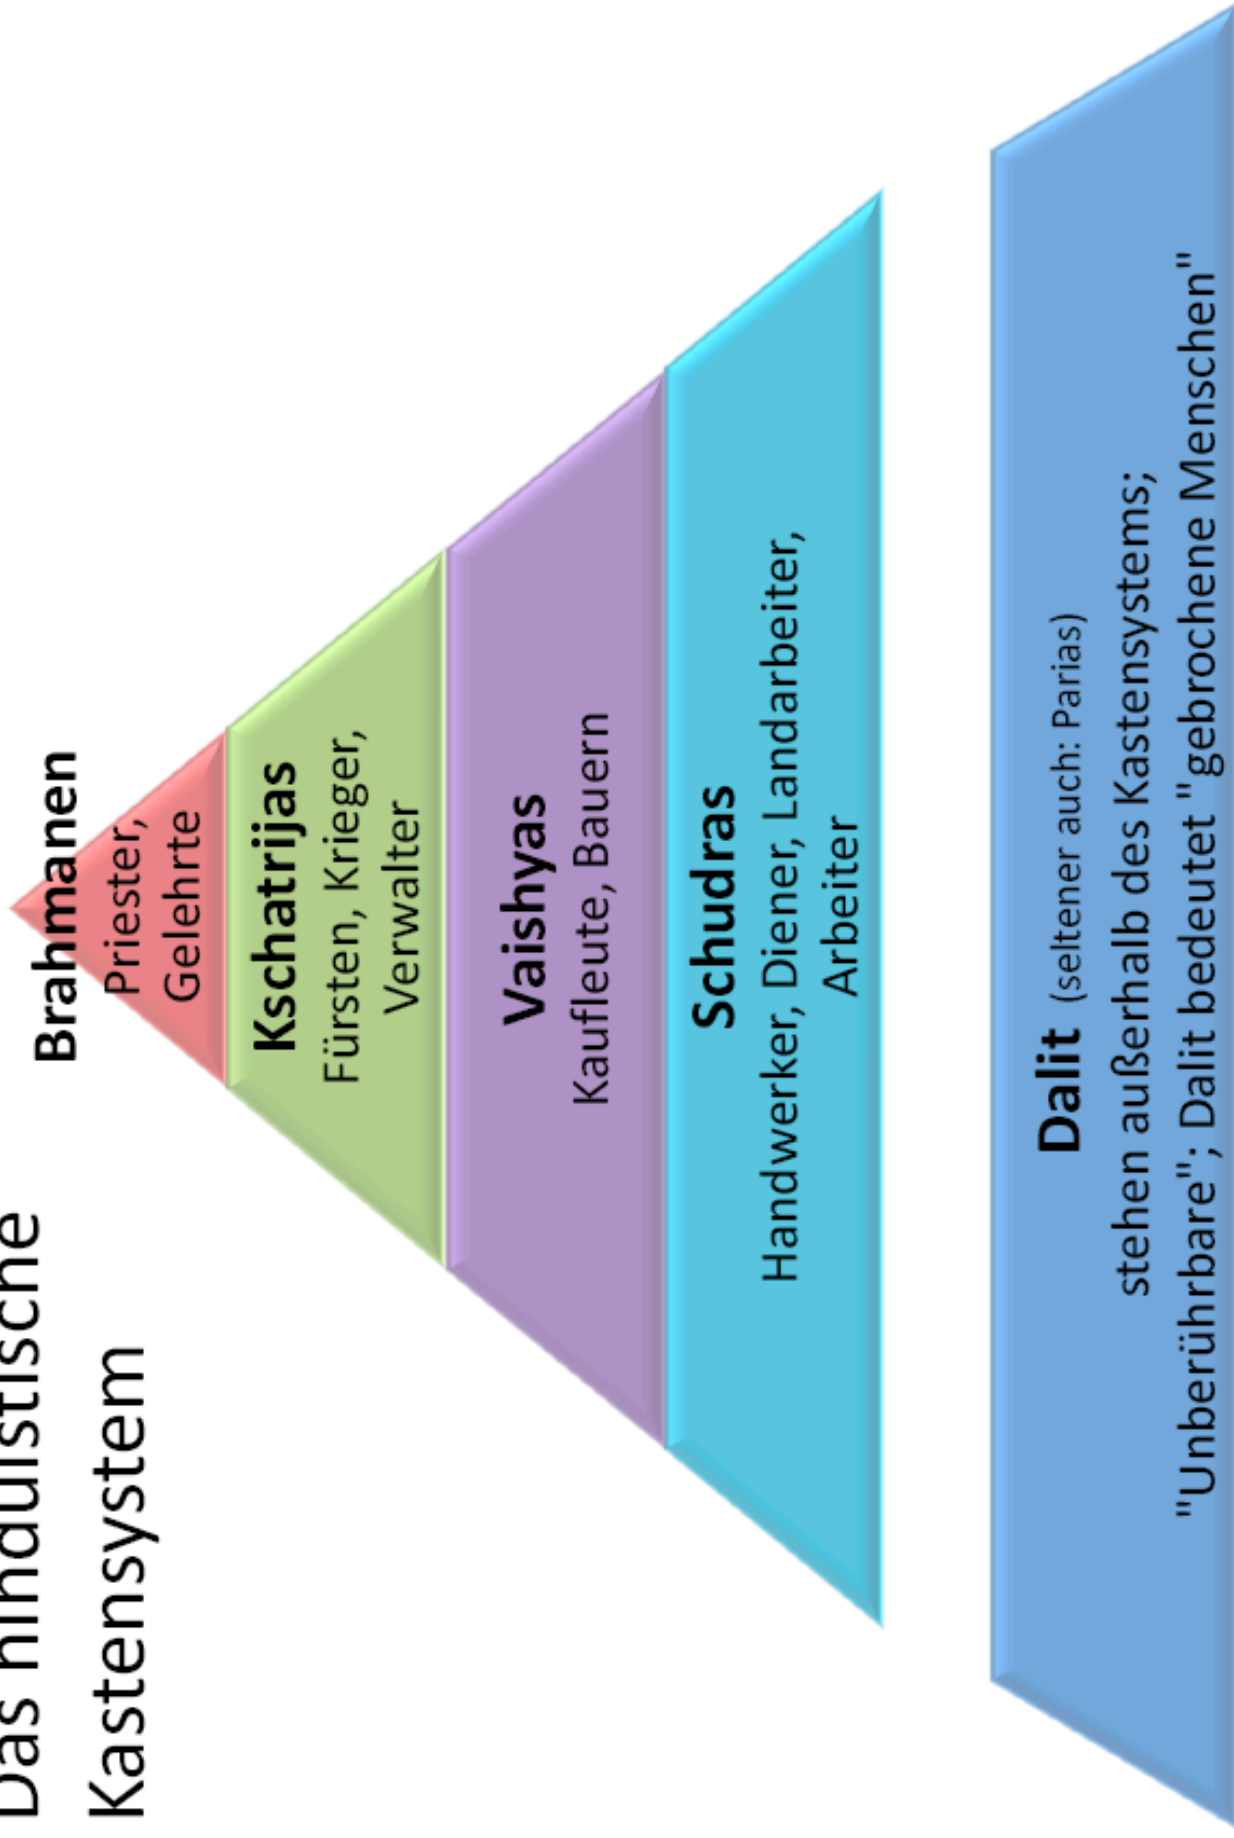 Das hinduistische
Kastensystem
Brahmanen
Priester,
Gelehrte
Kschatrijas
Fürsten, Krieger,
Verwalter
Vaishyas
Kaufleute, Bauern
Schudras
Handwerker, Diener, Landarbeiter,
Arbeiter
Dalit (seltener auch: Parias)
stehen außerhalb des Kastensystems;
"Unberührbare"; Dalit bedeutet "gebrochene Menschen"